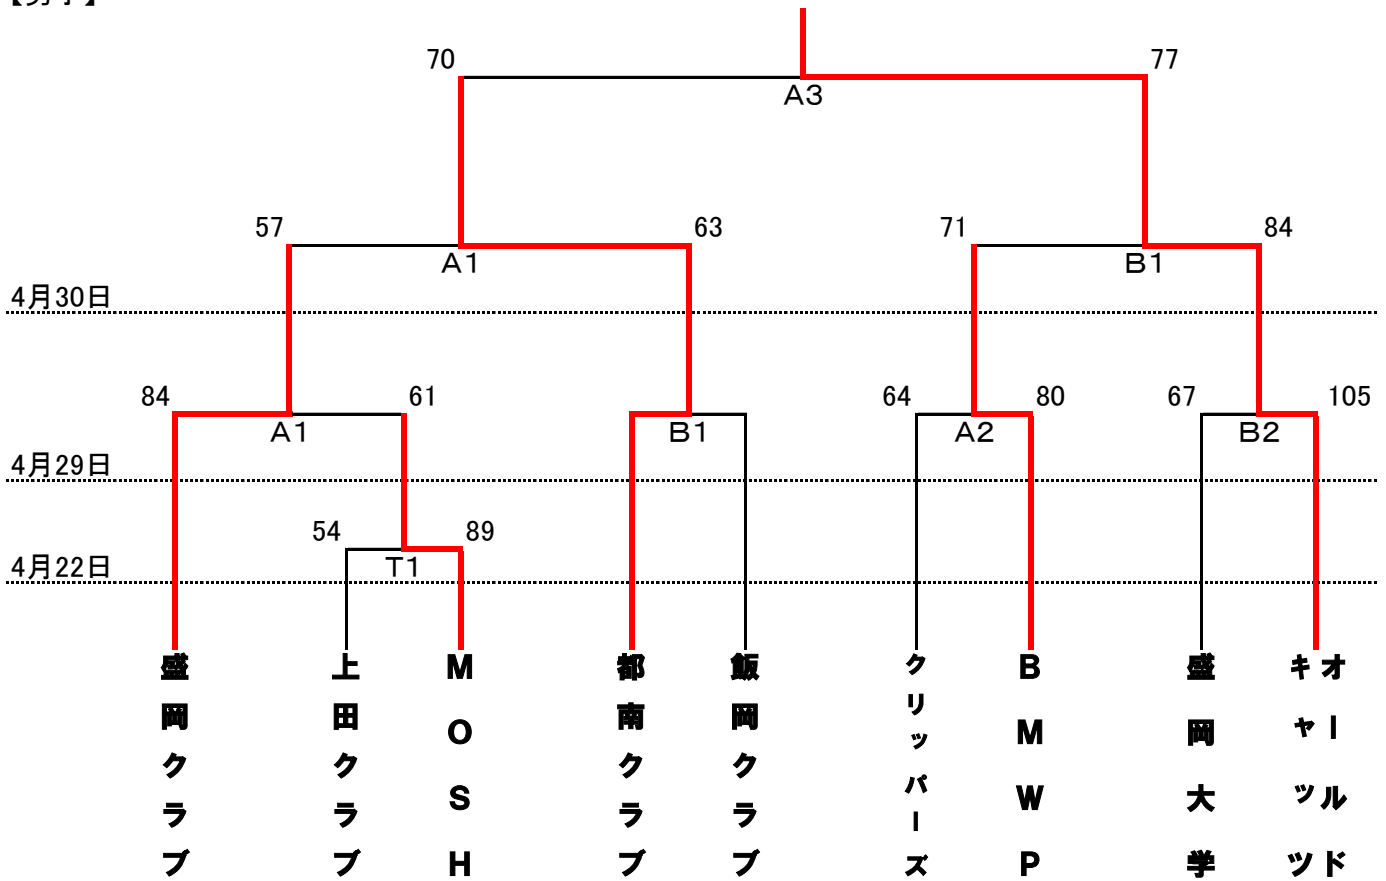 70 77
A3
57 63 71 84
A1 B1
4月30日
84 61 64 80 67 105
A1 B1 A2 B2
4月29日
54 89
T1
4月22日
盛岡クラブ
上田クラブ
MOSH
都南クラブ
飯岡クラブ
クリッパーズ
BMWP
盛岡大学
オールド
キャッツ